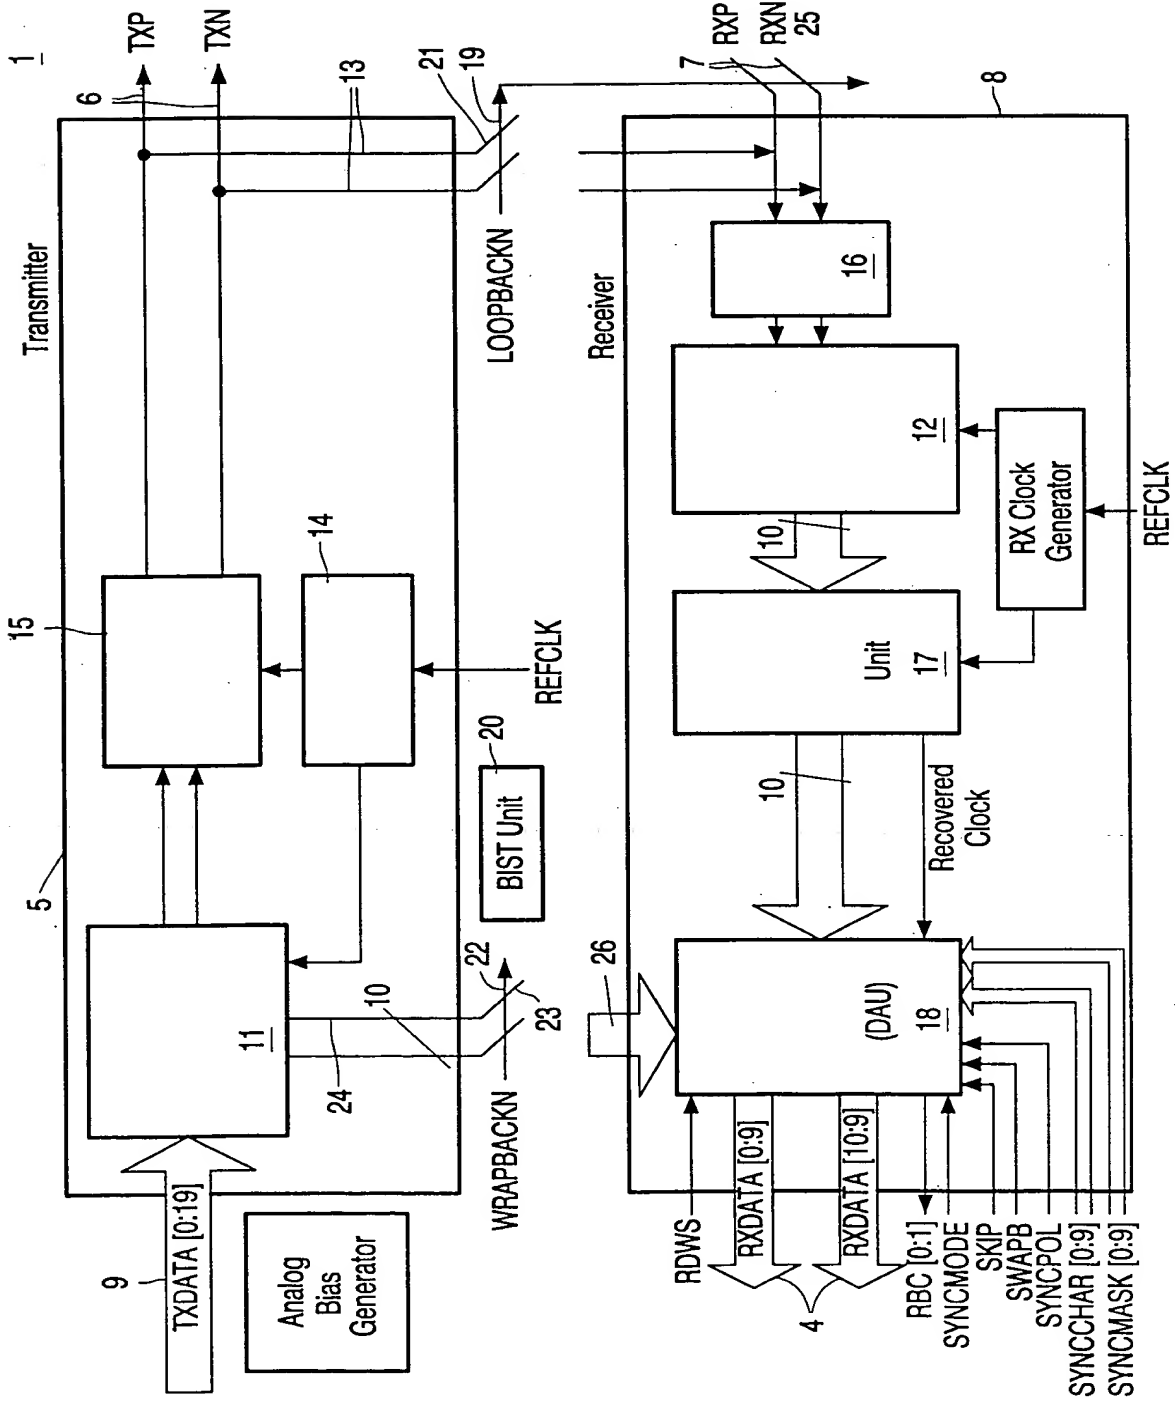 1
Transmitter
5
15
6
TXP
TXN
9
TXDATA [0:19]
11
14
13
21
19
24
10
REFCLK
Analog
Bias
Generator
WRAPBACKN
22
23
BIST Unit
20
LOOPBACKN
Receiver
26
7
RXP
RXN
25
8
RDWS
RXDATA [0:9]
RXDATA [10:9]
4
RBC [0:1]
SYNCMODE
SKIP
SWAPB
SYNCPOL
SYNCCHAR [0:9]
SYNCMASK [0:9]
(DAU)
18
10
Recovered
Clock
Unit
17
10
12
16
RX Clock
Generator
REFCLK